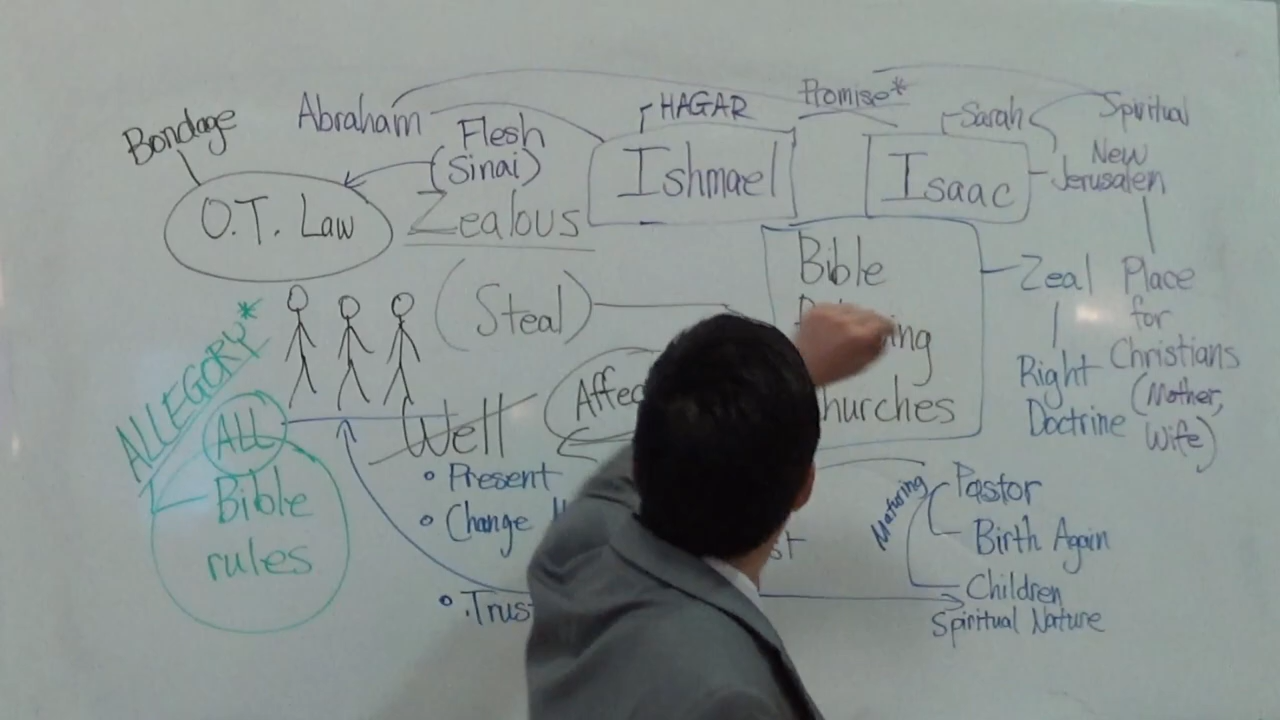 Bondage
Abraham
Flesh
(Sinai)
HAGAR
Promise*
Sarah
Spiritual
O.T. Law
Zealous
Ishmael
Isaac
New
Jerusalem
(Steal)
Bible
Churches
Zeal
Right
Doctrine
Place
for
Christians
(Mother,
Wife)
ALLEGORY*
ALL
Bible
rules
Well
• Present
• Change
• Trust
Maturing
Pastor
Birth Again
Children
Spiritual Nature